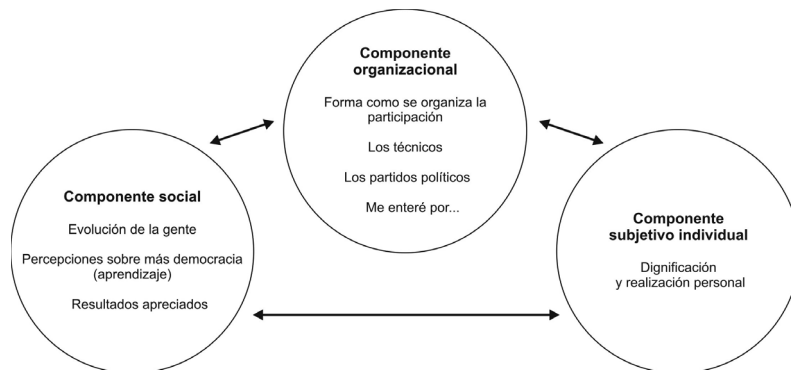 Componente
organizacional
Forma como se organiza la
participación
Los técnicos
Los partidos políticos
Me enteré por...
Componente social
Evolución de la gente
Percepciones sobre más democracia
(aprendizaje)
Resultados apreciados
Componente
subjetivo individual
Dignificación
y realización personal